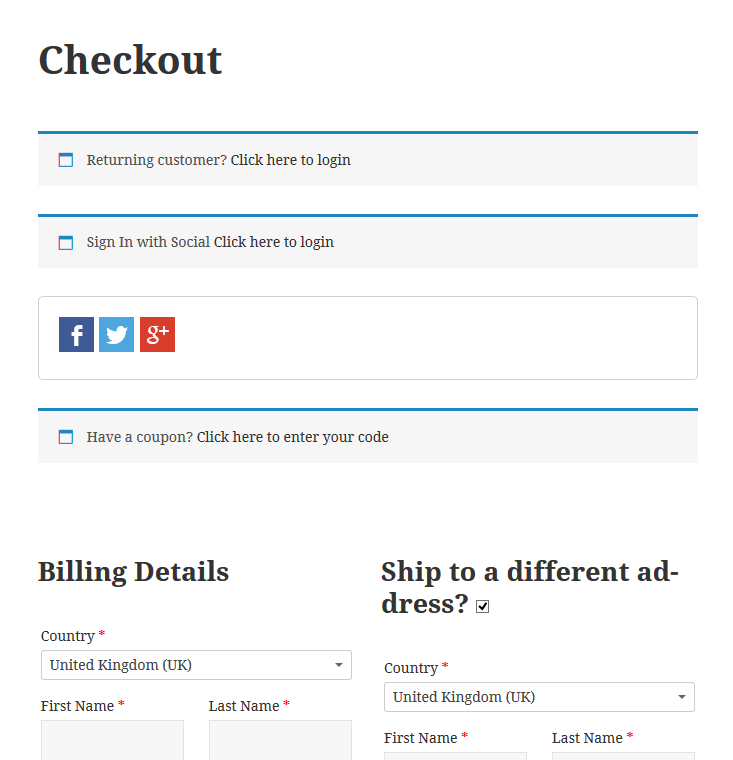 Checkout
Returning customer? Click here to login
Sign In with Social Click here to login
f g+
Have a coupon? Click here to enter your code
Billing Details
Ship to a different ad-
dress?
Country *
United Kingdom (UK)
First Name * Last Name *
Country *
United Kingdom (UK)
First Name * Last Name *